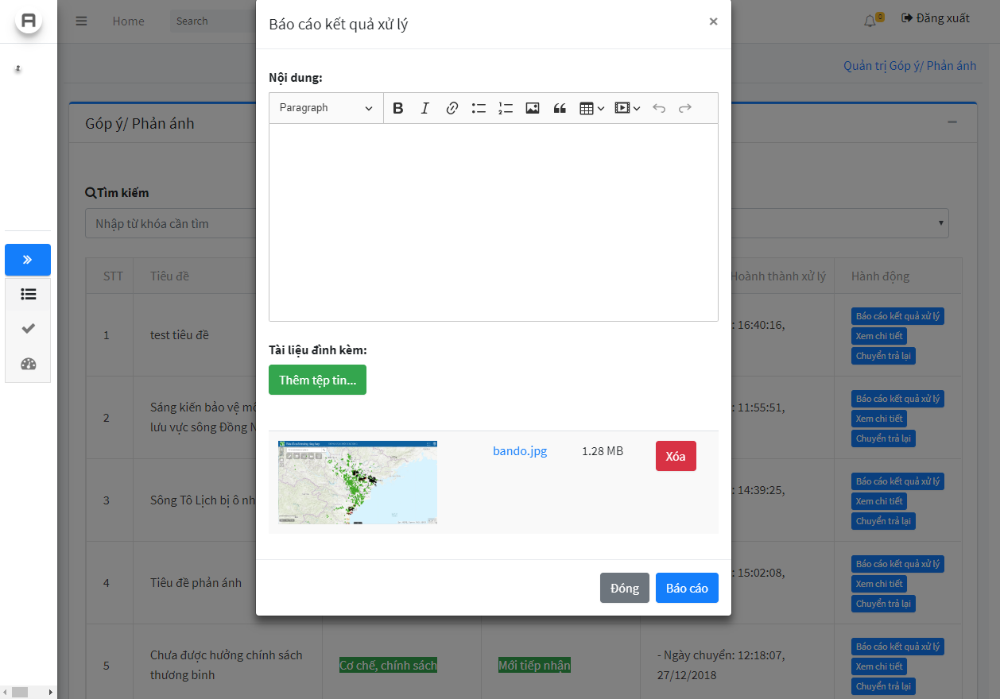 A
Home
Search
0
Đăng xuất
Quản trị Góp ý/ Phản ánh
Báo cáo kết quả xử lý
×
Nội dung:
Paragraph
Tài liệu đình kèm:
Thêm tệp tin...
bando.jpg
1.28 MB
Xóa
Đóng
Báo cáo
Góp ý/ Phản ánh
Tìm kiếm
Nhập từ khóa cần tìm
STT
Tiêu đề
Hoành thành xử lý
Hành động
1
test tiêu đề
: 16:40:16,
Báo cáo kết quả xử lý
Xem chi tiết
Chuyển trả lại
2
Sáng kiến bảo vệ
lưu vực sông Đồng
: 11:55:51,
Báo cáo kết quả xử lý
Xem chi tiết
Chuyển trả lại
3
Sông Tô Lịch bị ô
: 14:39:25,
Báo cáo kết quả xử lý
Xem chi tiết
Chuyển trả lại
4
Tiêu đề phản ánh
: 15:02:08,
Báo cáo kết quả xử lý
Xem chi tiết
Chuyển trả lại
5
Chưa được hưởng chính sách
thương binh
Cơ chế, chính sách
Mới tiếp nhận
- Ngày chuyển: 12:18:07,
27/12/2018
Báo cáo kết quả xử lý
Xem chi tiết
Chuyển trả lại